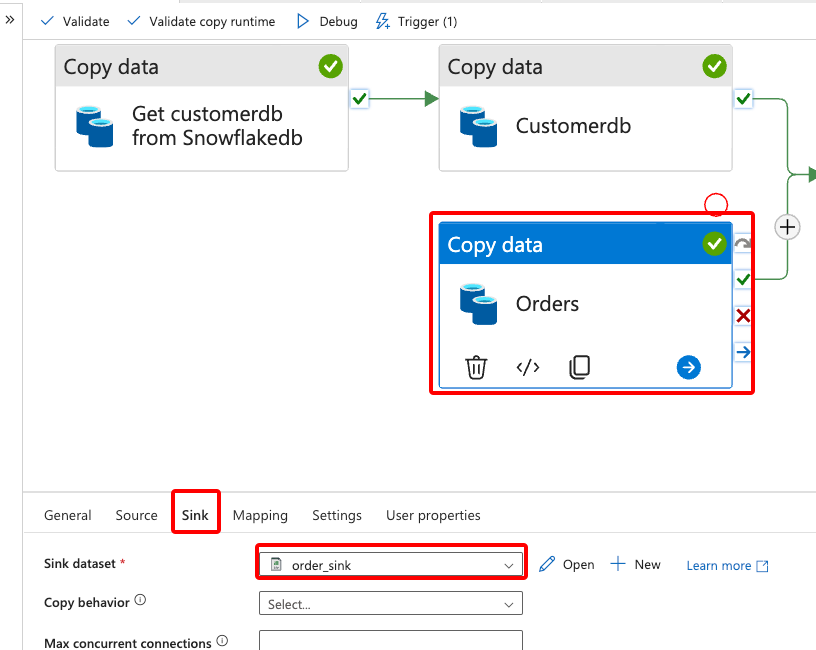 Validate
Validate copy runtime
Debug
Trigger (1)
Copy data
Get customerdb
from Snowflakedb
Copy data
Customerdb
Copy data
Orders
General
Source
Sink
Mapping
Settings
User properties
Sink dataset *
order_sink
Open
New
Learn more
Copy behavior
Select...
Max concurrent connections